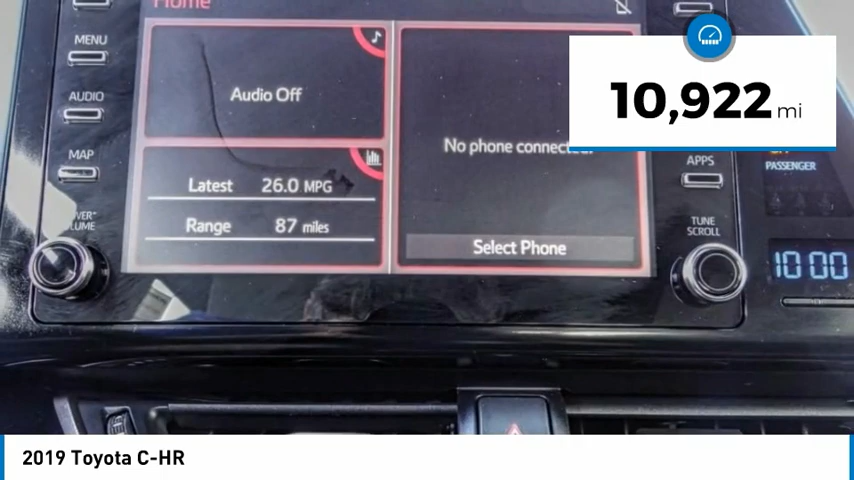 Home
MENU
AUDIO
MAP
VOLUME
Audio Off
Latest 26.0 MPG
Range 87 miles
No phone connected.
Select Phone
10,922 mi
APPS
TUNE
SCROLL
PASSENGER
10:00
2019 Toyota C-HR